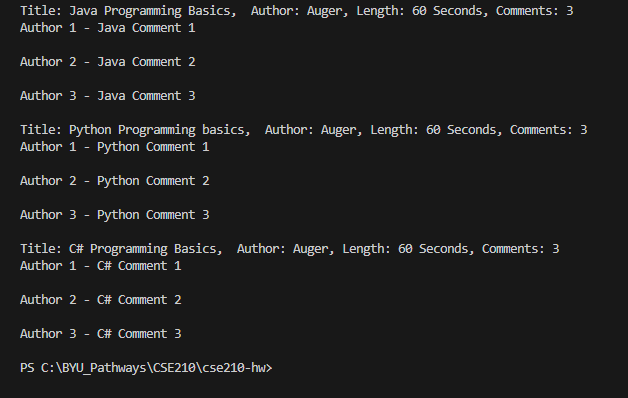 Title: Java Programming Basics,  Author: Auger, Length: 60 Seconds, Comments: 3
Author 1 - Java Comment 1
Author 2 - Java Comment 2
Author 3 - Java Comment 3
Title: Python Programming basics,  Author: Auger, Length: 60 Seconds, Comments: 3
Author 1 - Python Comment 1
Author 2 - Python Comment 2
Author 3 - Python Comment 3
Title: C# Programming Basics,  Author: Auger, Length: 60 Seconds, Comments: 3
Author 1 - C# Comment 1
Author 2 - C# Comment 2
Author 3 - C# Comment 3
PS C:\BYU_Pathways\CSE210\cse210-hw>